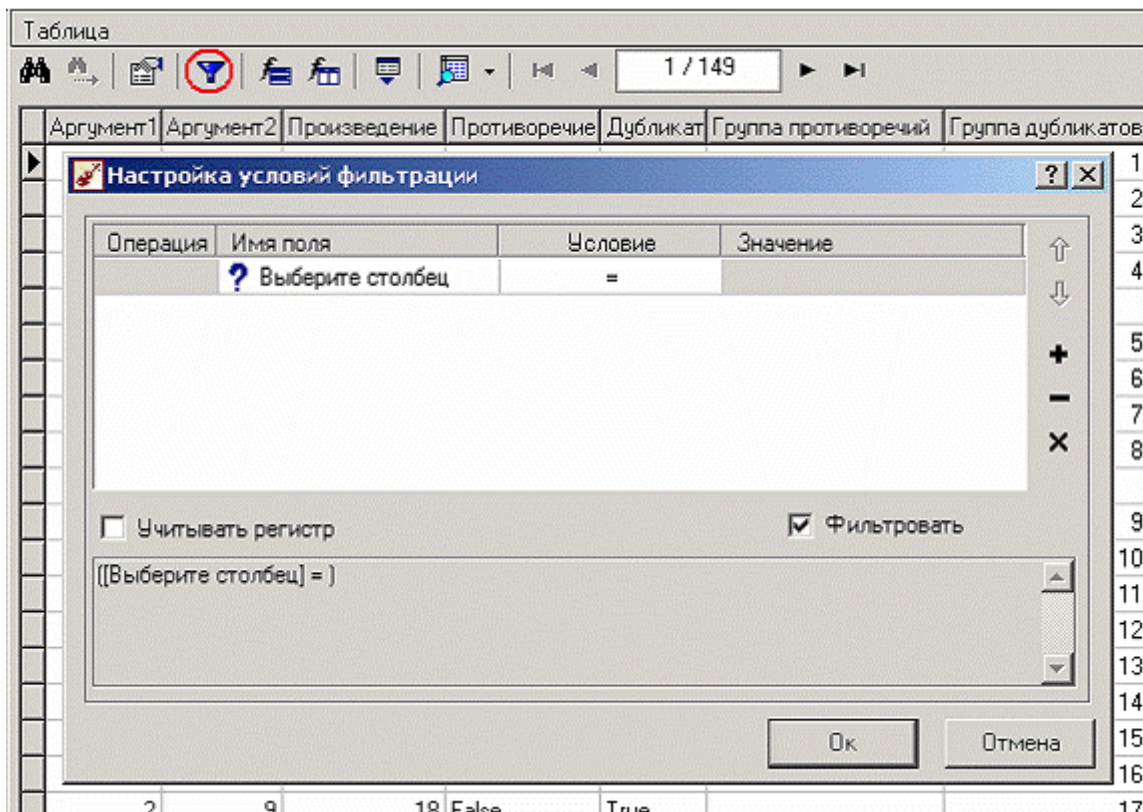 Таблица
1 / 149
Аргумент1 Аргумент2 Произведение Противоречие Дубликат Группа противоречий Группа дубликатов
1
Настройка условий фильтрации
2
Операция Имя поля Условие Значение
3
? Выберите столбец =
4
5
6
7
8
Учитывать регистр Фильтровать
9
([Выберите столбец] = )
10
11
12
13
14
Ок Отмена
15
16
2 9 18 False True 17